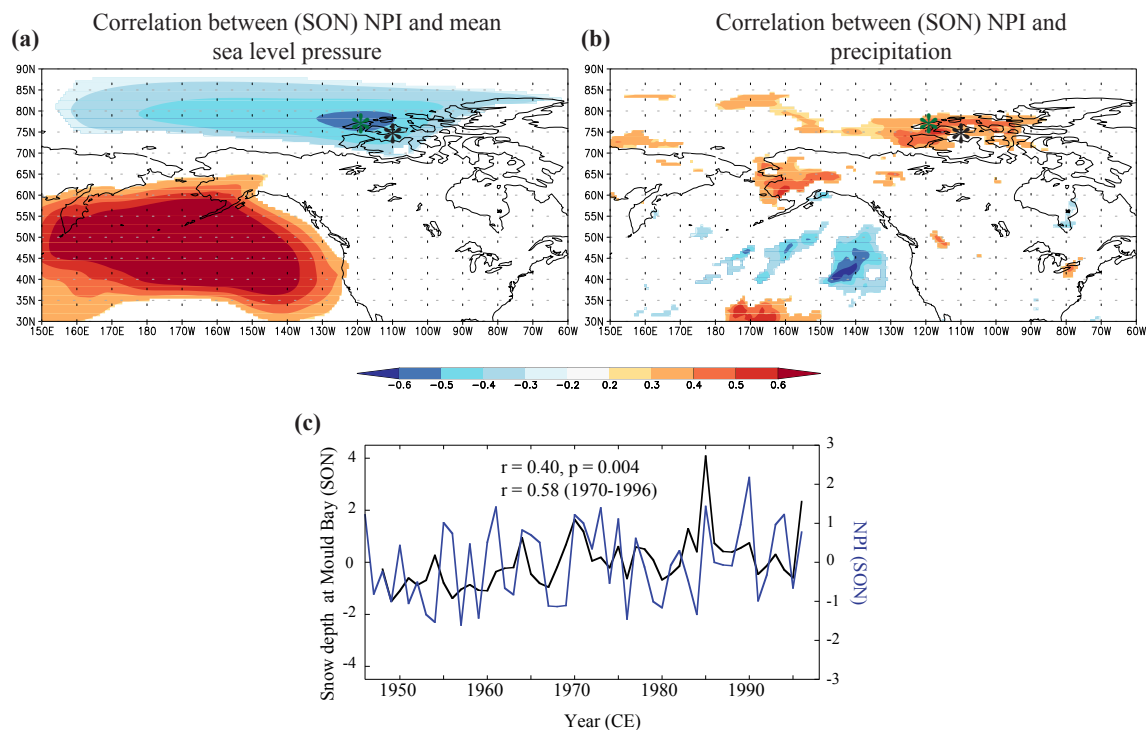 Correlation between (SON) NPI and mean
sea level pressure
(a)
90N
85N
80N
75N
70N
65N
60N
55N
50N
45N
40N
35N
30N
150E 160E 170E 180 170W 160W 150W 140W 130W 120W 110W 100W 90W 80W 70W 60W
Correlation between (SON) NPI and
precipitation
(b)
90N
85N
80N
75N
70N
65N
60N
55N
50N
45N
40N
35N
30N
150E 160E 170E 180 170W 160W 150W 140W 130W 120W 110W 100W 90W 80W 70W 60W
-0.6 -0.5 -0.4 -0.3 -0.2 0.2 0.3 0.4 0.5 0.6
(c)
r = 0.40, p = 0.004
r = 0.58 (1970-1996)
Snow depth at Mould Bay (SON)
4
2
0
-2
-4
NPI (SON)
3
2
1
0
-1
-2
-3
1950 1960 1970 1980 1990
Year (CE)